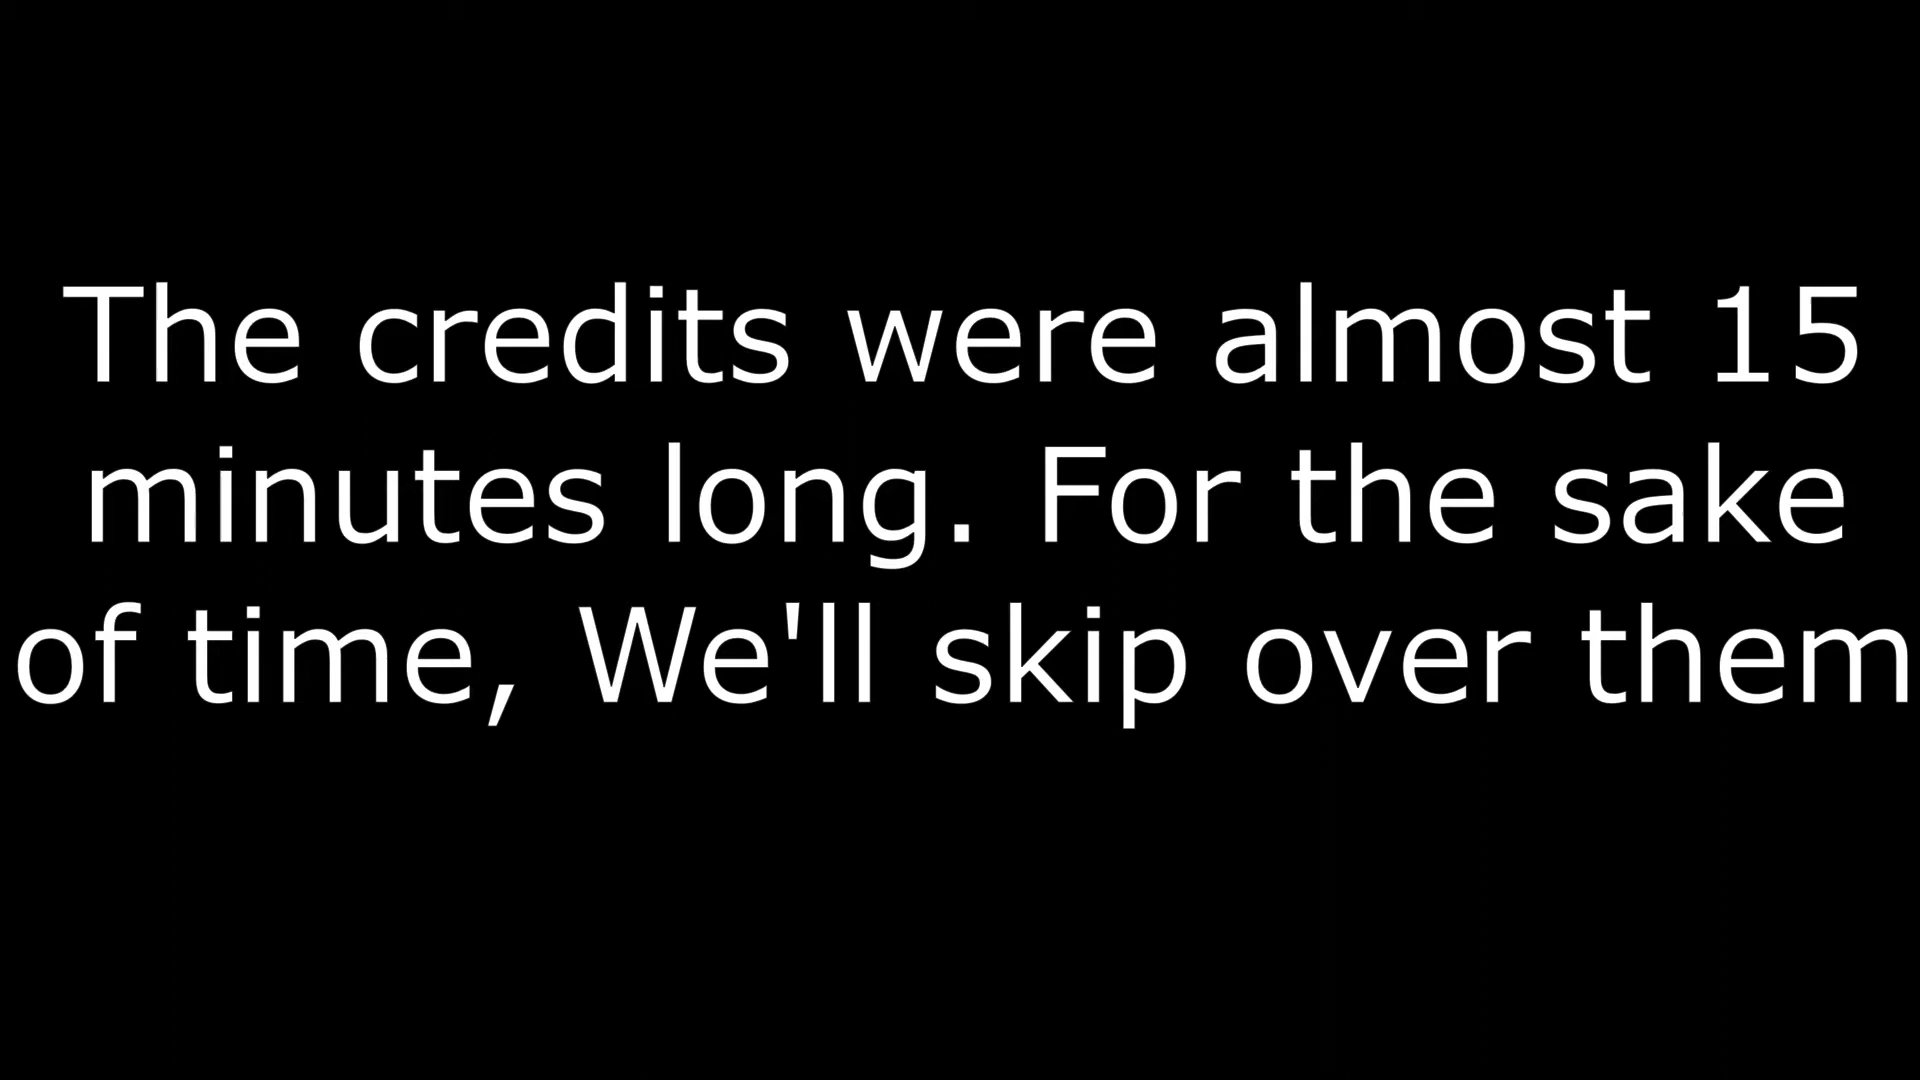 The credits were almost 15
minutes long. For the sake
of time, We'll skip over them